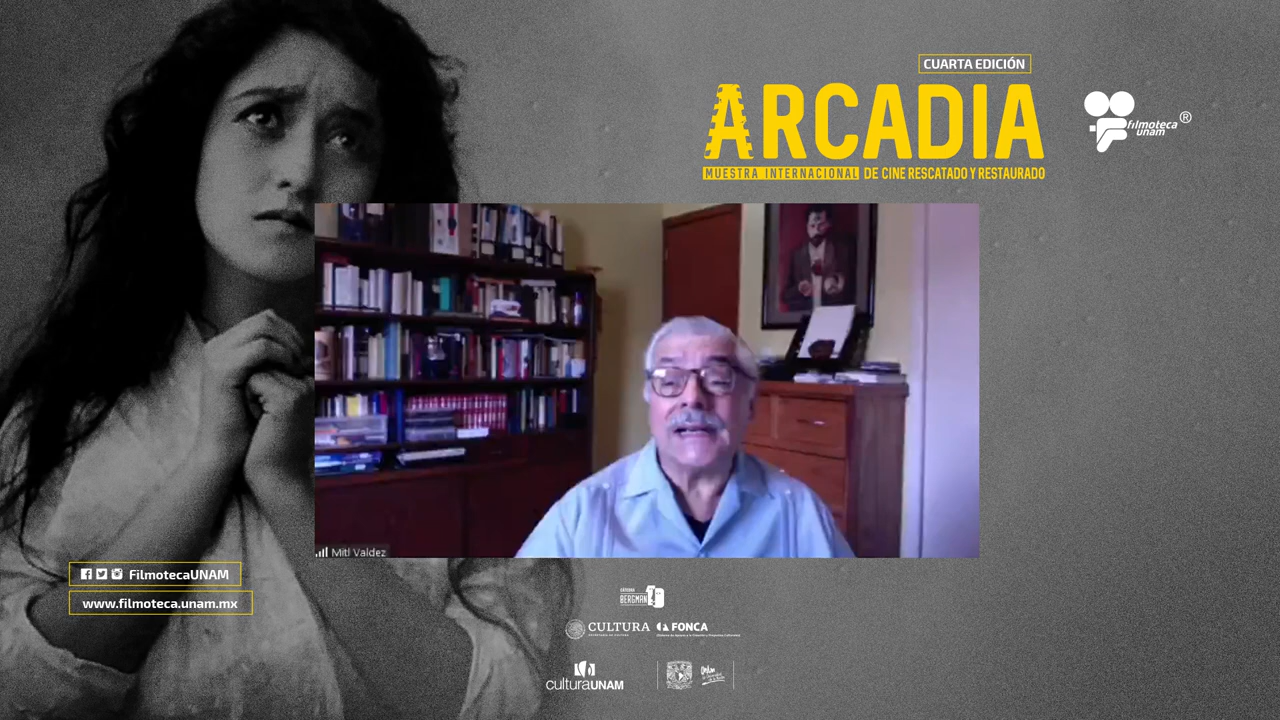 CUARTA EDICIÓN
ARCADIA
MUESTRA INTERNACIONAL DE CINE RESCATADO Y RESTAURADO
filmoteca
unam
®
Mitl Valdez
FilmotecaUNAM
www.filmoteca.unam.mx
BERGMAN
CULTURA
FONCA
culturaUNAM